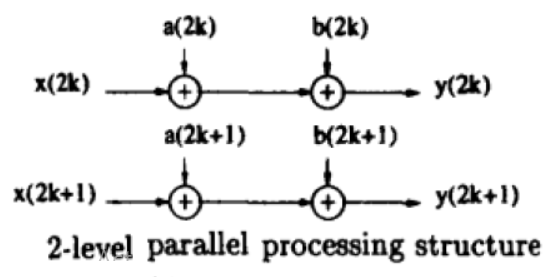 a(2k) b(2k)
x(2k) + + y(2k)
a(2k+1) b(2k+1)
x(2k+1) + + y(2k+1)
2-level parallel processing structure